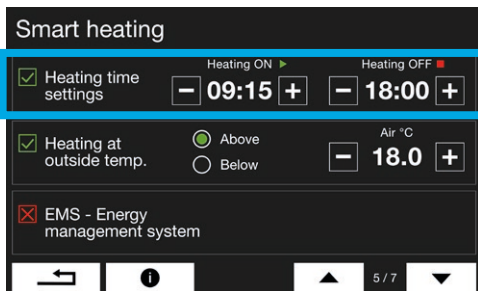 Smart heating
Heating ON ▶ Heating OFF ■
Heating time
settings
− 09:15 + − 18:00 +
Heating at
outside temp.
Above
Below
Air °C
− 18.0 +
EMS - Energy
management system
5 / 7